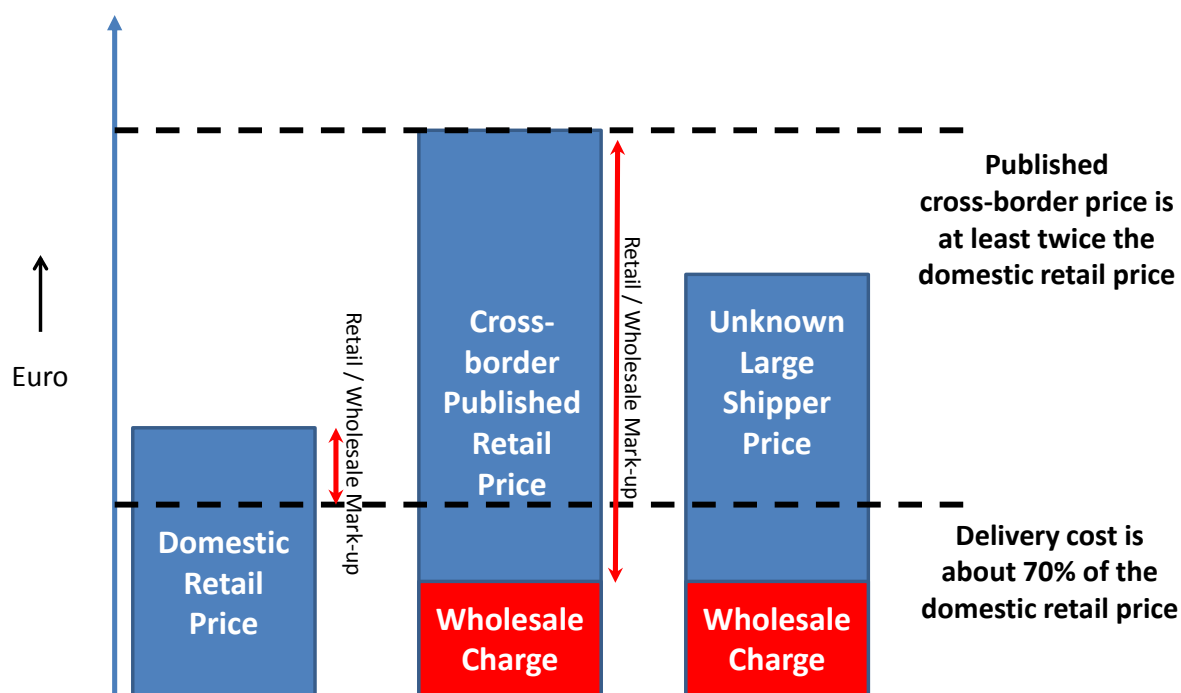 Published
cross-border price is
at least twice the
domestic retail price
Euro
Retail / Wholesale Mark-up
Cross-
border
Published
Retail
Price
Retail / Wholesale Mark-up
Unknown
Large
Shipper
Price
Domestic
Retail
Price
Delivery cost is
about 70% of the
domestic retail price
Wholesale
Charge
Wholesale
Charge